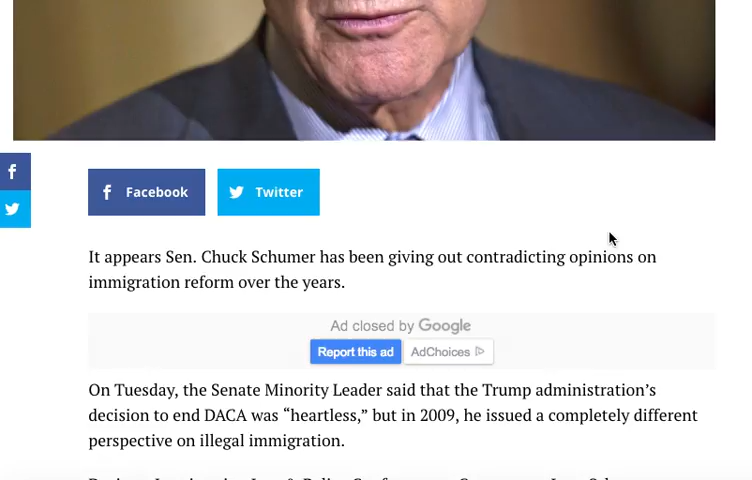 Facebook
Twitter
It appears Sen. Chuck Schumer has been giving out contradicting opinions on
immigration reform over the years.
Ad closed by Google
Report this ad
AdChoices
On Tuesday, the Senate Minority Leader said that the Trump administration’s
decision to end DACA was “heartless,” but in 2009, he issued a completely different
perspective on illegal immigration.